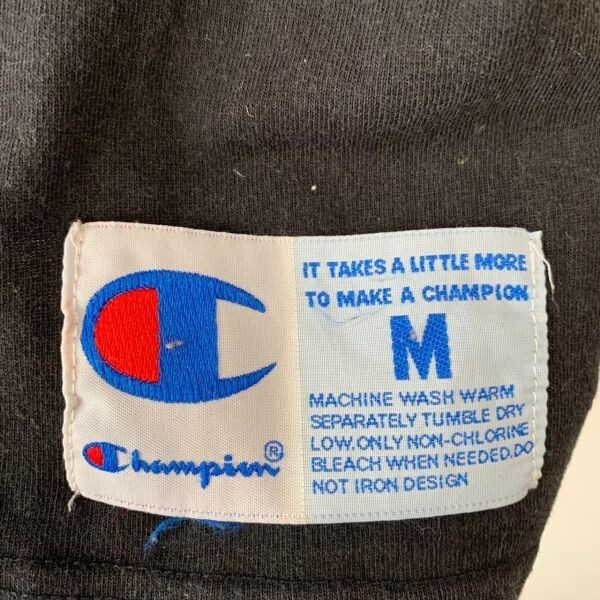 IT TAKES A LITTLE MORE
TO MAKE A CHAMPION
M
MACHINE WASH WARM
SEPARATELY TUMBLE DRY
LOW.ONLY NON-CHLORINE
BLEACH WHEN NEEDED.DO
NOT IRON DESIGN
Champion®